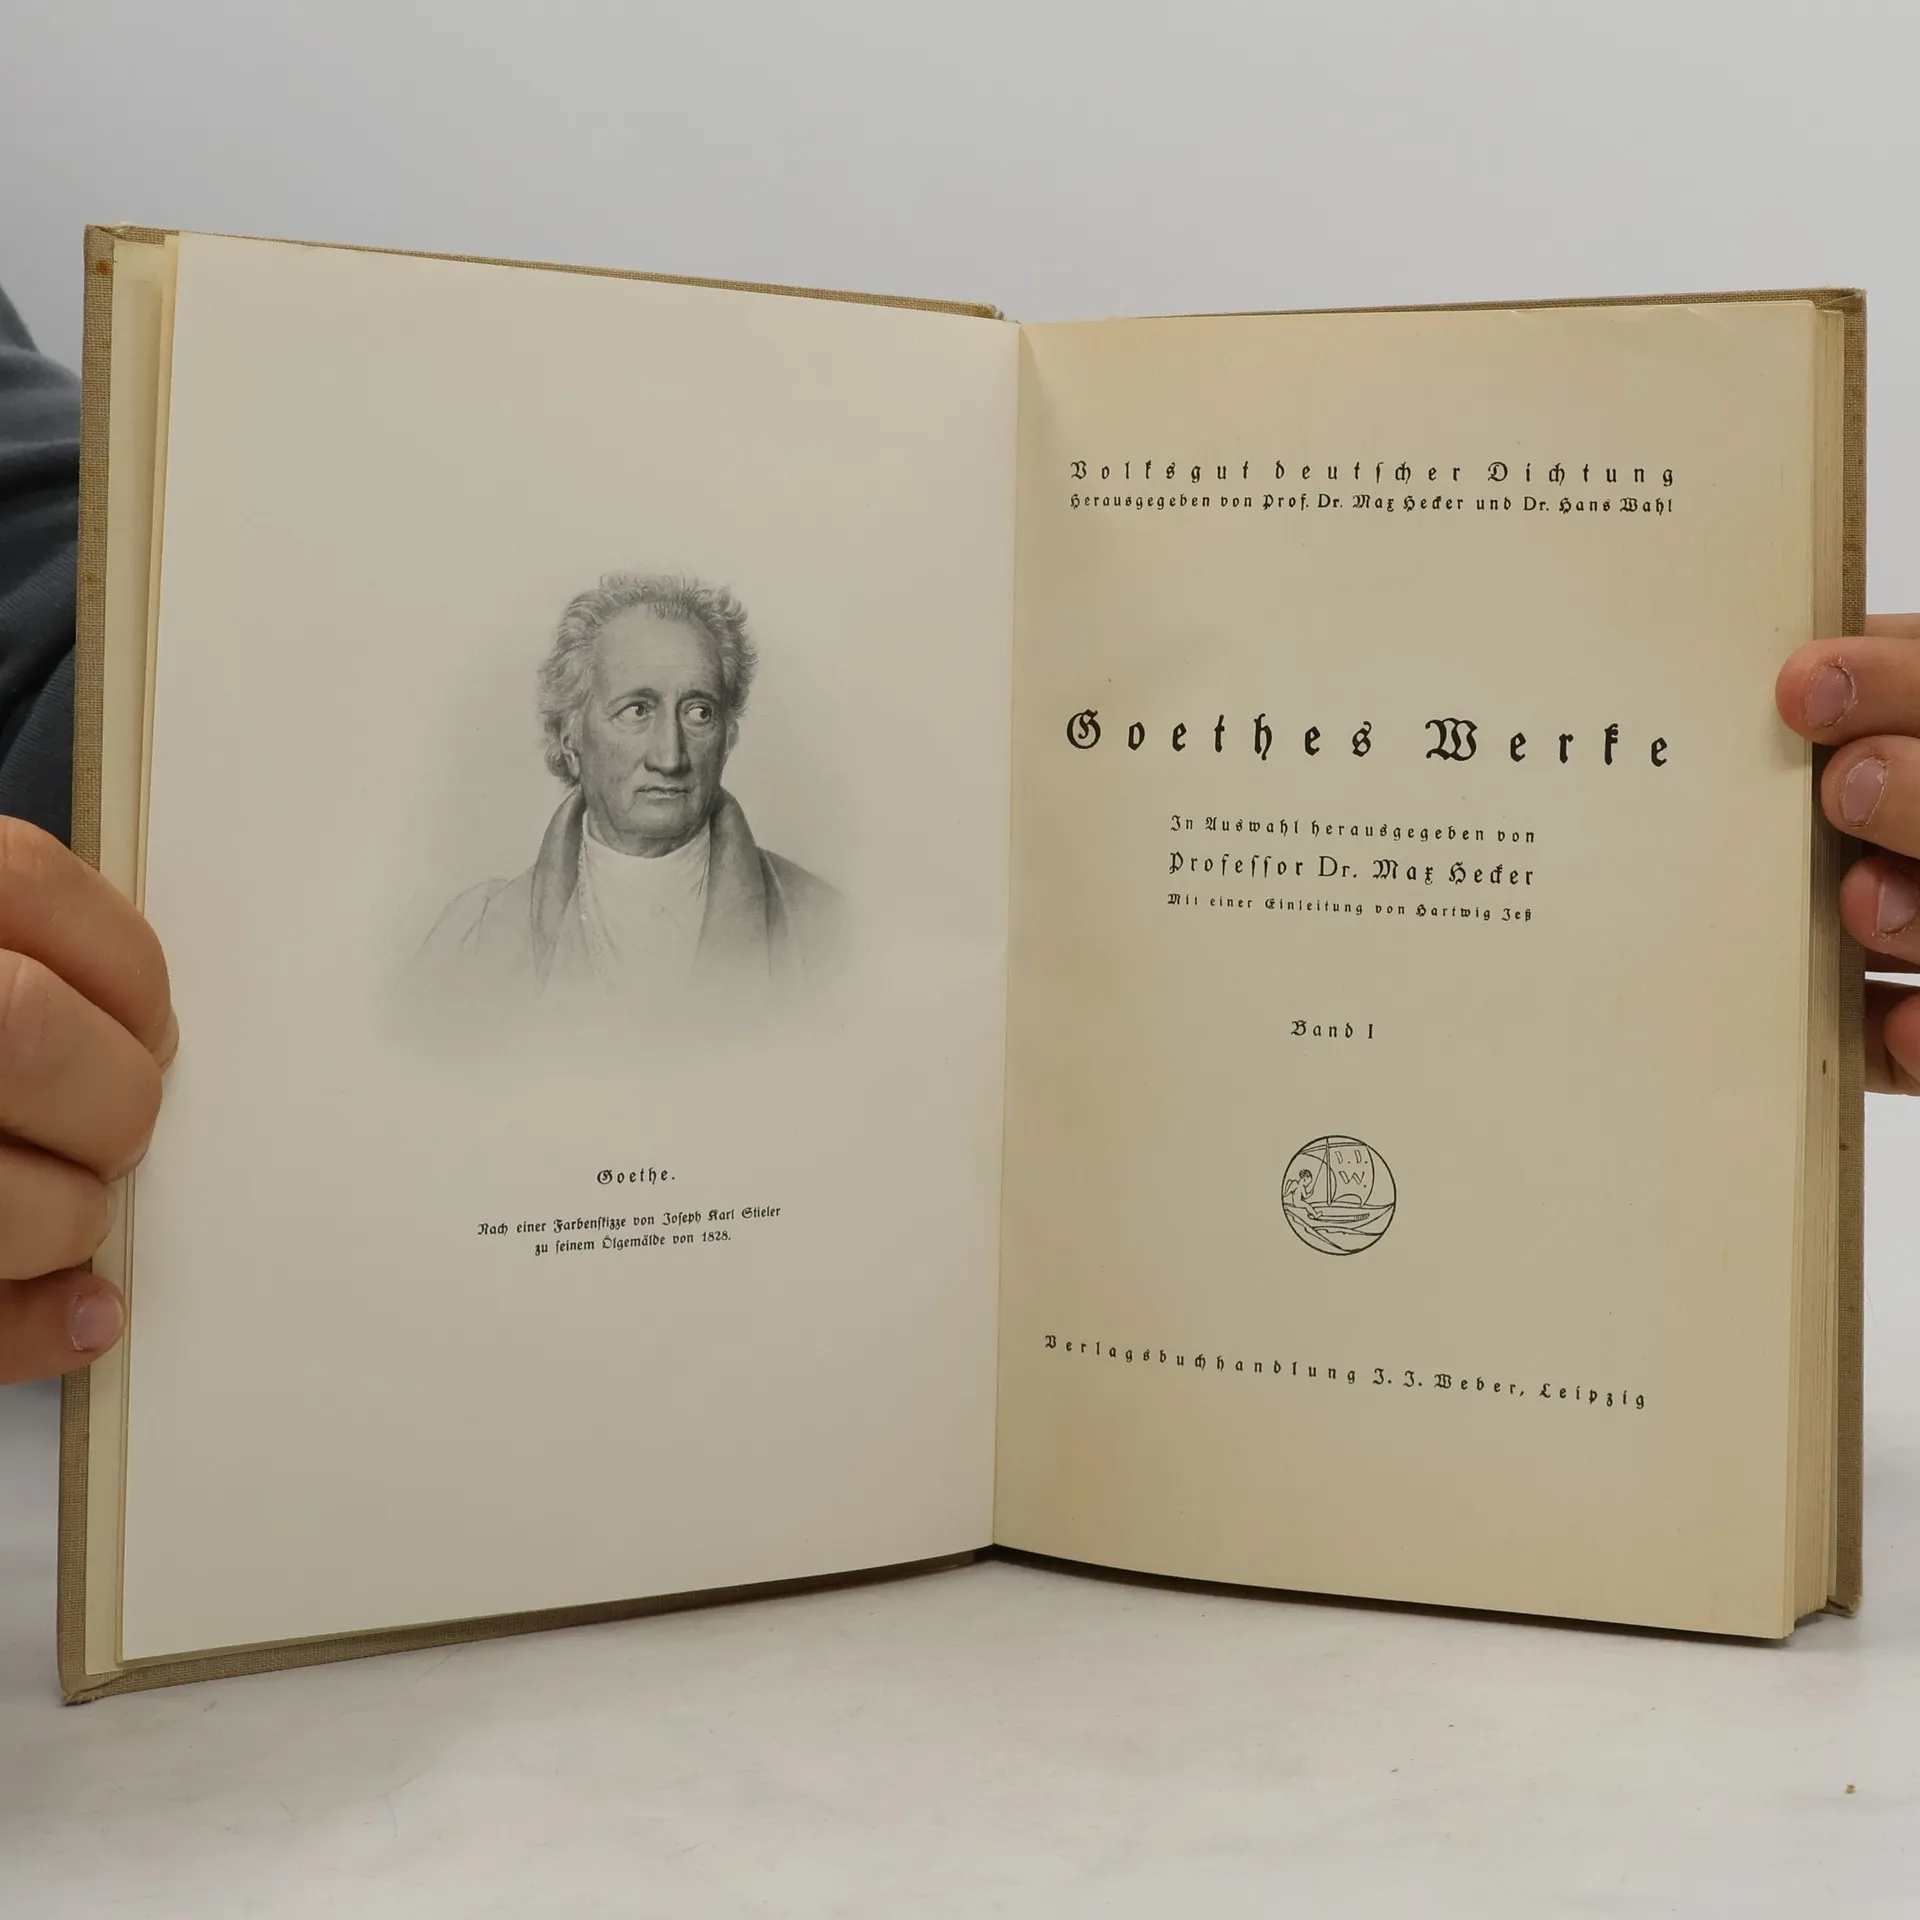 Goethe.
Nach einer Farbenskizze von Joseph Karl Stieler
zu seinem Ölgemälde von 1828.
Volksgut deutscher Dichtung
Herausgegeben von Prof. Dr. Max Hecker und Dr. Hans Wahl
Goethes Werke
In Auswahl herausgegeben von
Professor Dr. Max Hecker
Mit einer Einleitung von Hartwig Jeß
Band I
J. J.
W.
Verlagsbuchhandlung J. J. Weber, Leipzig